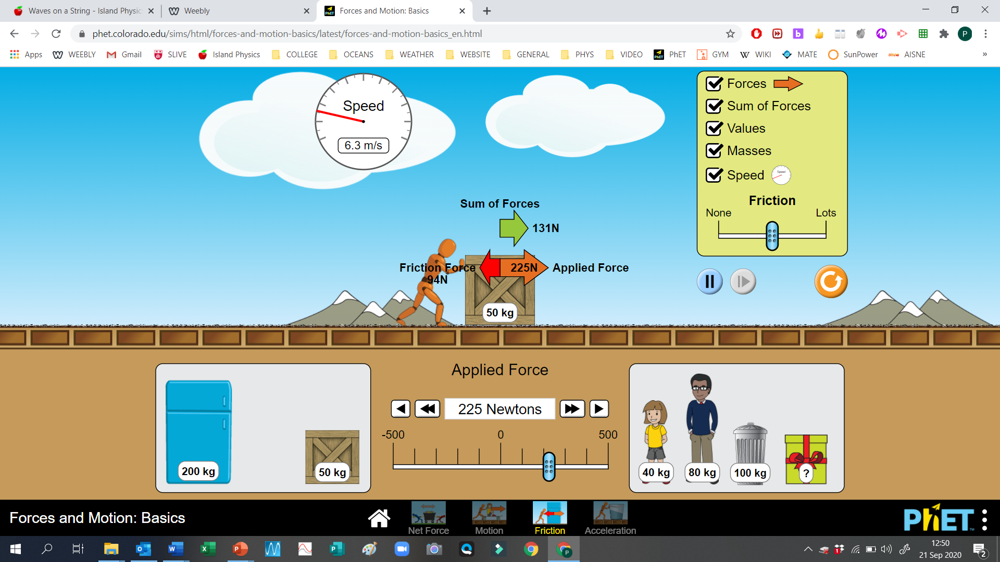 Waves on a String - Island Physic
Weebly
Forces and Motion: Basics
phet.colorado.edu/sims/html/forces-and-motion-basics/latest/forces-and-motion-basics_en.html
P
Apps WEEBLY Gmail SLIVE Island Physics COLLEGE OCEANS WEATHER WEBSITE GENERAL PHYS VIDEO PhET GYM WIKI MATE SunPower AISNE »
Speed
6.3 m/s
Forces
Sum of Forces
Values
Masses
Speed
Friction
None Lots
Sum of Forces
131N
Friction Force
94N
225N
Applied Force
50 kg
Applied Force
225 Newtons
-500 0 500
200 kg
50 kg
40 kg
80 kg
100 kg
?
Forces and Motion: Basics
Net Force
Motion
Friction
Acceleration
PhET
12:50
21 Sep 2020
2